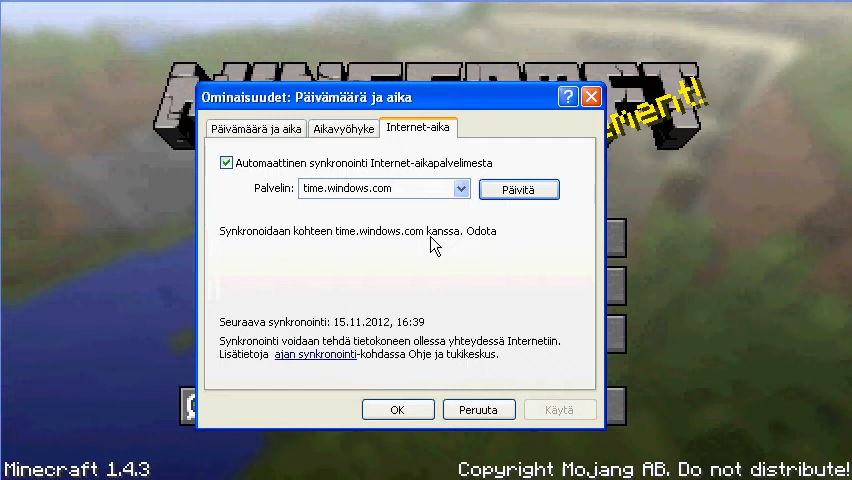 MINECRAFT
ement!
Ominaisuudet: Päivämäärä ja aika
Päivämäärä ja aika
Aikavyöhyke
Internet-aika
Automaattinen synkronointi Internet-aikapalvelimesta
Palvelin:
time.windows.com
Päivitä
Synkronoidaan kohteen time.windows.com kanssa. Odota
Seuraava synkronointi: 15.11.2012, 16:39
Synkronointi voidaan tehdä tietokoneen ollessa yhteydessä Internetiin.
Lisätietoja ajan synkronointi-kohdassa Ohje ja tukikeskus.
OK
Peruuta
Käytä
Minecraft 1.4.3
Copyright Mojang AB. Do not distribute!